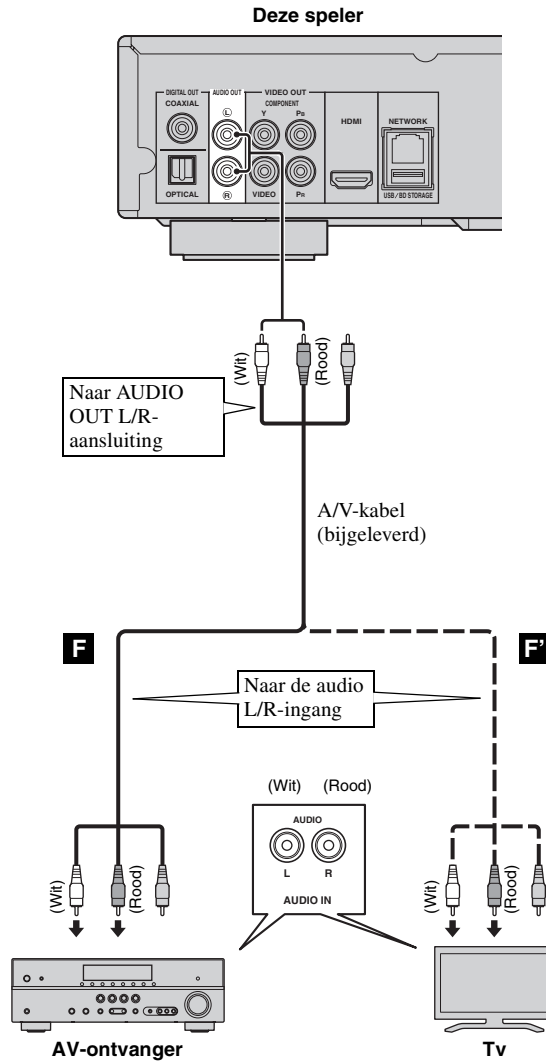 Deze speler
DIGITAL OUT
AUDIO OUT
VIDEO OUT
COAXIAL
COMPONENT
L
Y
PB
HDMI
NETWORK
OPTICAL
R
VIDEO
PR
USB/BD STORAGE
(Wit)
(Rood)
Naar AUDIO
OUT L/R-
aansluiting
A/V-kabel
(bijgeleverd)
F
F'
Naar de audio
L/R-ingang
(Wit)
(Rood)
AUDIO
L
R
AUDIO IN
(Wit)
(Rood)
(Wit)
(Rood)
AV-ontvanger
Tv